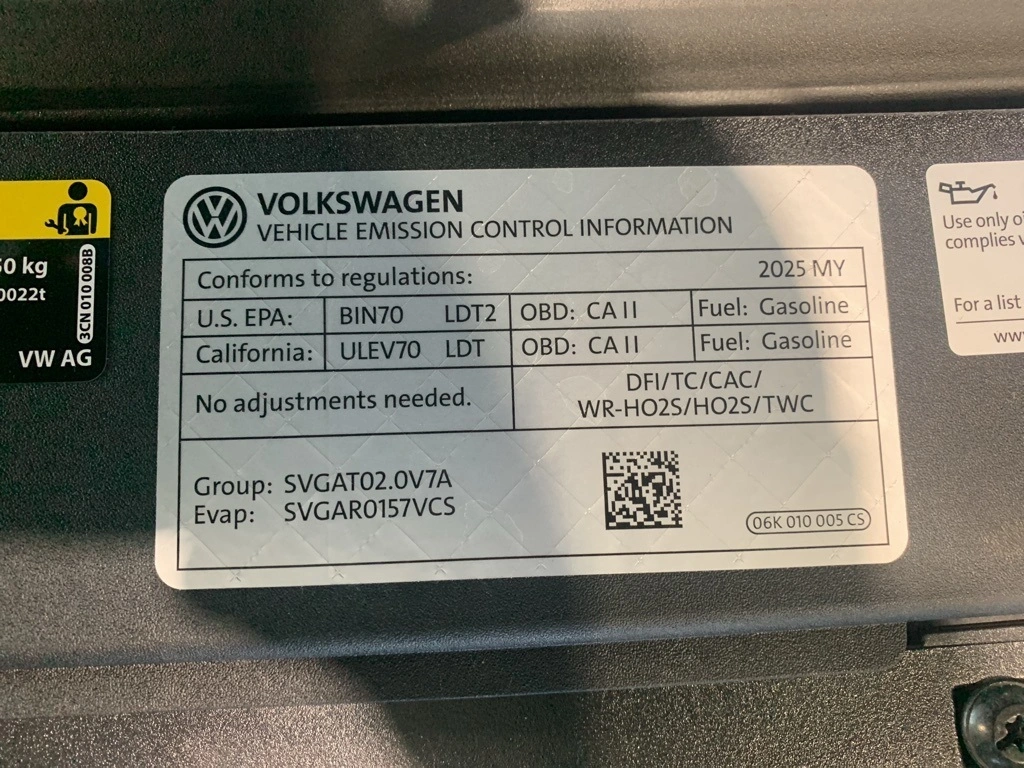 VOLKSWAGEN
VEHICLE EMISSION CONTROL INFORMATION
Conforms to regulations: 2025 MY
U.S. EPA: BIN70 LDT2 OBD: CA II Fuel: Gasoline
California: ULEV70 LDT OBD: CA II Fuel: Gasoline
No adjustments needed.
DFI/TC/CAC/
WR-HO2S/HO2S/TWC
Group: SVGAT02.0V7A
Evap: SVGAR0157VCS
06K 010 005 CS
kg
3CN 010 008B
VW AG
Use only
complies
For a list